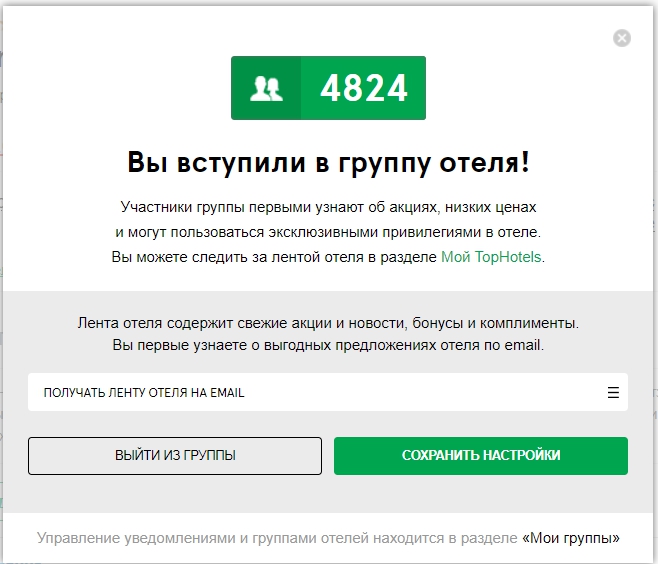 4824
Вы вступили в группу отеля!
Участники группы первыми узнают об акциях, низких ценах
и могут пользоваться эксклюзивными привилегиями в отеле.
Вы можете следить за лентой отеля в разделе Мой TopHotels.
Лента отеля содержит свежие акции и новости, бонусы и комплименты.
Вы первые узнаете о выгодных предложениях отеля по email.
ПОЛУЧАТЬ ЛЕНТУ ОТЕЛЯ НА EMAIL
ВЫЙТИ ИЗ ГРУППЫ
СОХРАНИТЬ НАСТРОЙКИ
Управление уведомлениями и группами отелей находится в разделе «Мои группы»